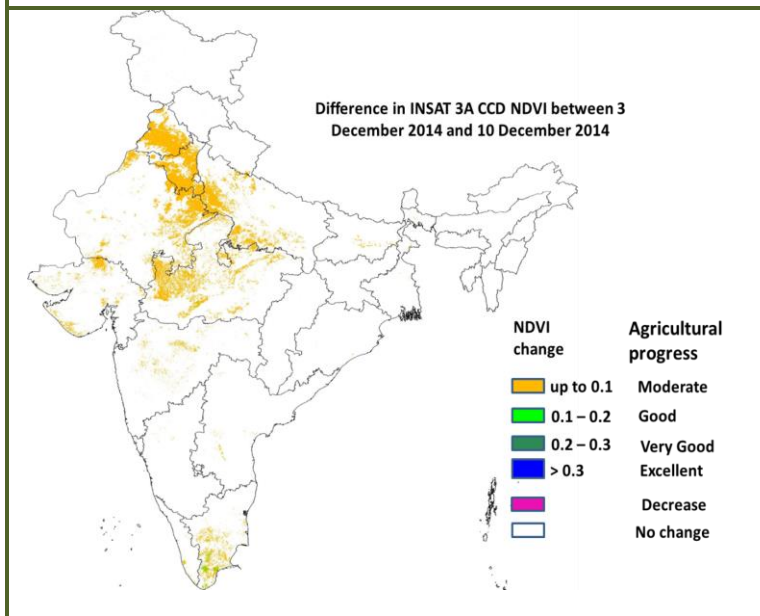 Difference in INSAT 3A CCD NDVI between 3
December 2014 and 10 December 2014
NDVI change
Agricultural progress
up to 0.1 Moderate
0.1 – 0.2 Good
0.2 – 0.3 Very Good
> 0.3 Excellent
Decrease
No change